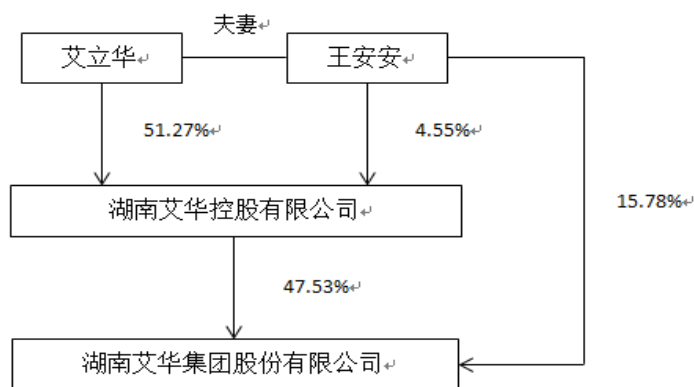 夫妻
艾立华
王安安
51.27%
4.55%
15.78%
湖南艾华控股有限公司
47.53%
湖南艾华集团股份有限公司